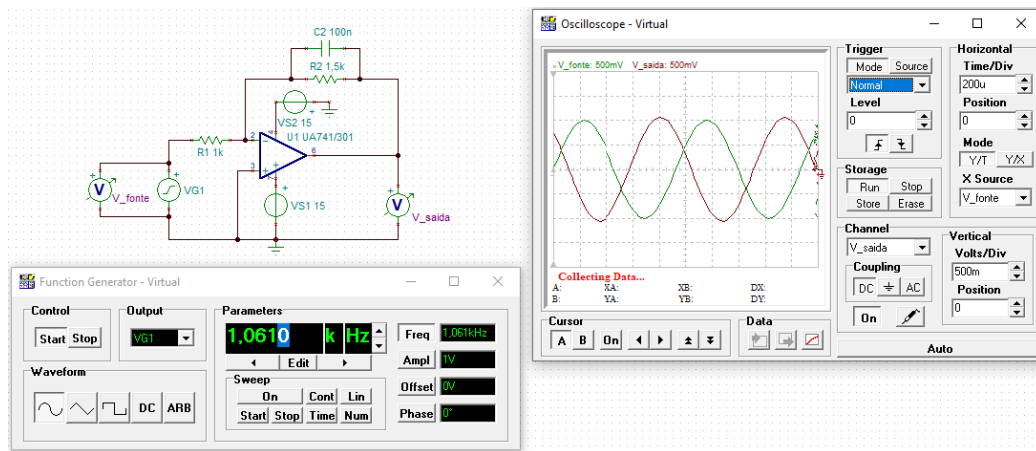 C2 100n
R2 1,5k
VS2 15
U1 UA741/301
R1 1k
V_fonte
VG1
VS1 15
V_saida
2
3
4
6
7
V
V
Function Generator - Virtual
Control
Start Stop
Output
VG1
Waveform
DC ARB
Parameters
1,0610 k Hz
Edit
Sweep
On Cont Lin
Start Stop Time Num
Freq 1,061kHz
Ampl 1V
Offset 0V
Phase 0°
Oscilloscope - Virtual
V_fonte: 500mV V_saida: 500mV
Collecting Data...
A: XA: XB: DX:
B: YA: YB: DY:
Cursor
A B On
Data
Trigger
Mode Source
Normal
Level
0
Storage
Run Stop
Store Erase
Channel
V_saida
Coupling
DC AC
On
Horizontal
Time/Div
200u
Position
0
Mode
Y/T Y/X
X Source
V_fonte
Vertical
Volts/Div
500m
Position
0
Auto